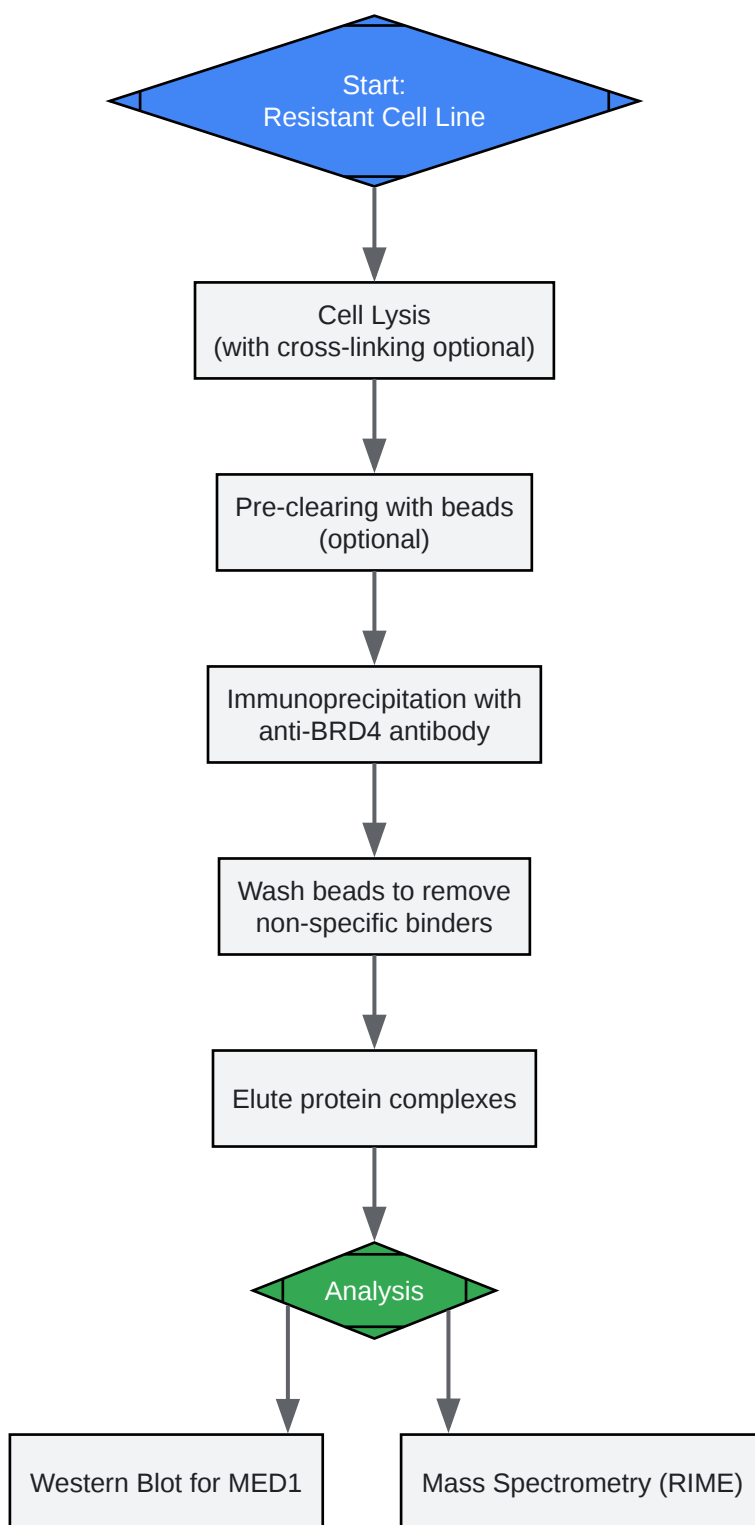 Start:
Resistant Cell Line
Cell Lysis
(with cross-linking optional)
Pre-clearing with beads
(optional)
Immunoprecipitation with
anti-BRD4 antibody
Wash beads to remove
non-specific binders
Elute protein complexes
Analysis
Western Blot for MED1
Mass Spectrometry (RIME)